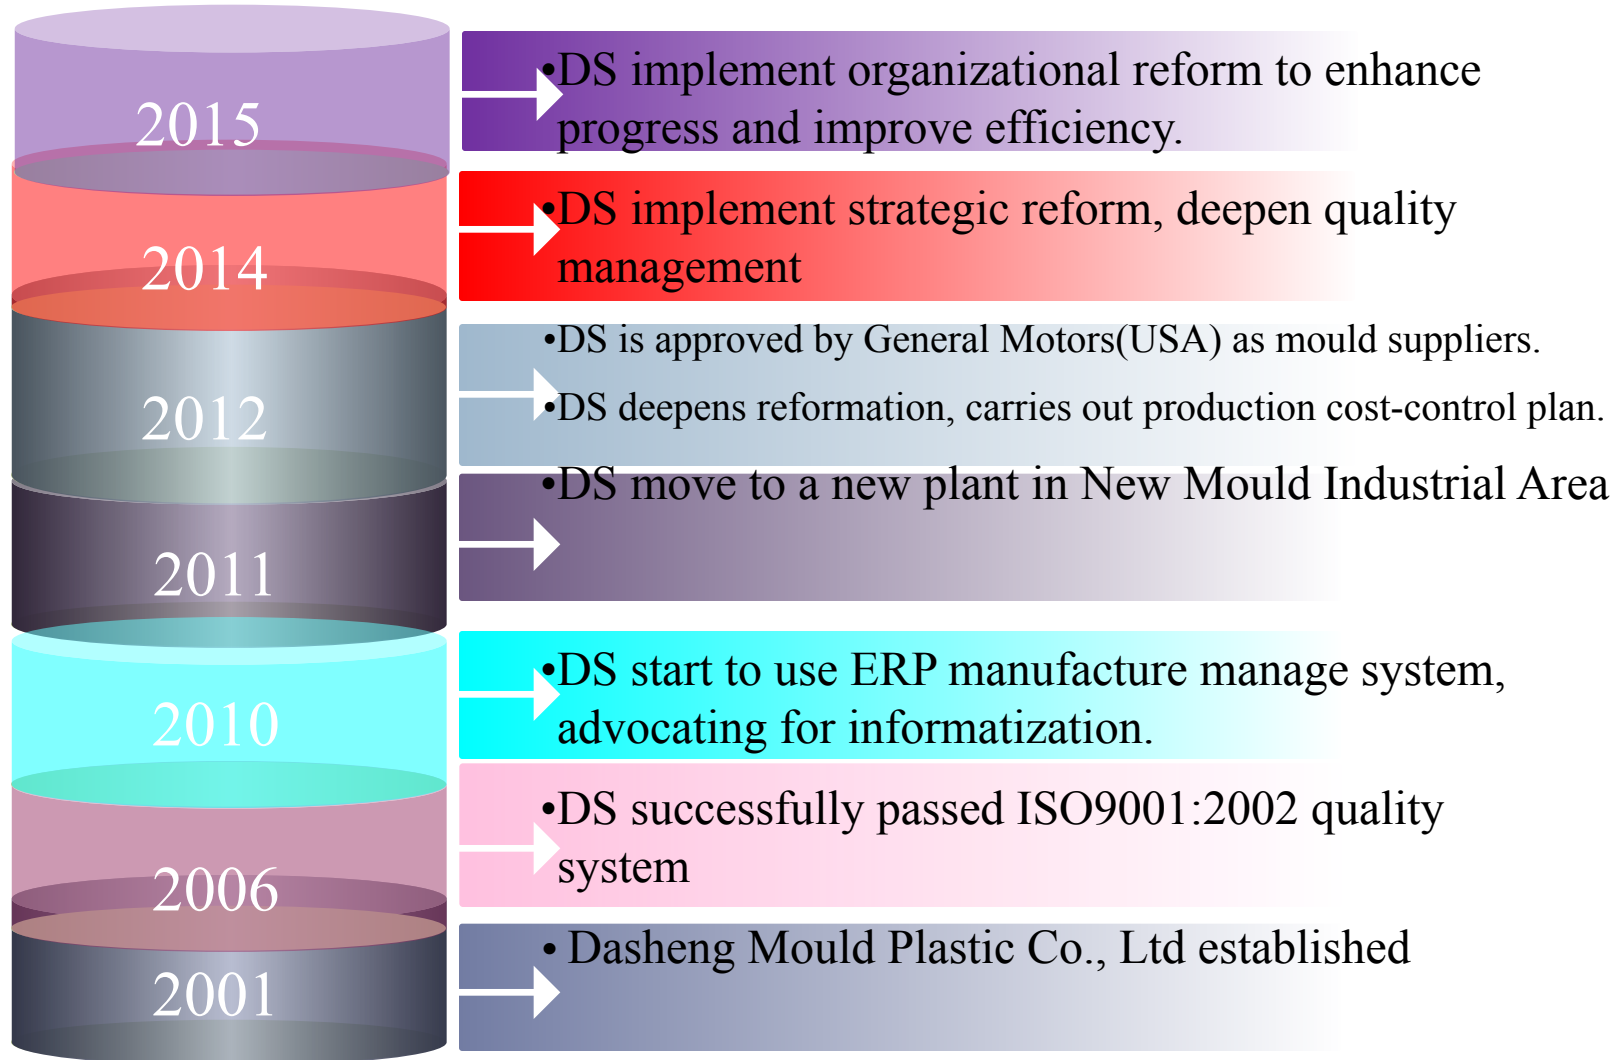 2015
•DS implement organizational reform to enhance
progress and improve efficiency.
2014
•DS implement strategic reform, deepen quality
management
2012
•DS is approved by General Motors(USA) as mould suppliers.
•DS deepens reformation, carries out production cost-control plan.
2011
•DS move to a new plant in New Mould Industrial Area
2010
•DS start to use ERP manufacture manage system,
advocating for informatization.
2006
•DS successfully passed ISO9001:2002 quality
system
2001
• Dasheng Mould Plastic Co., Ltd established